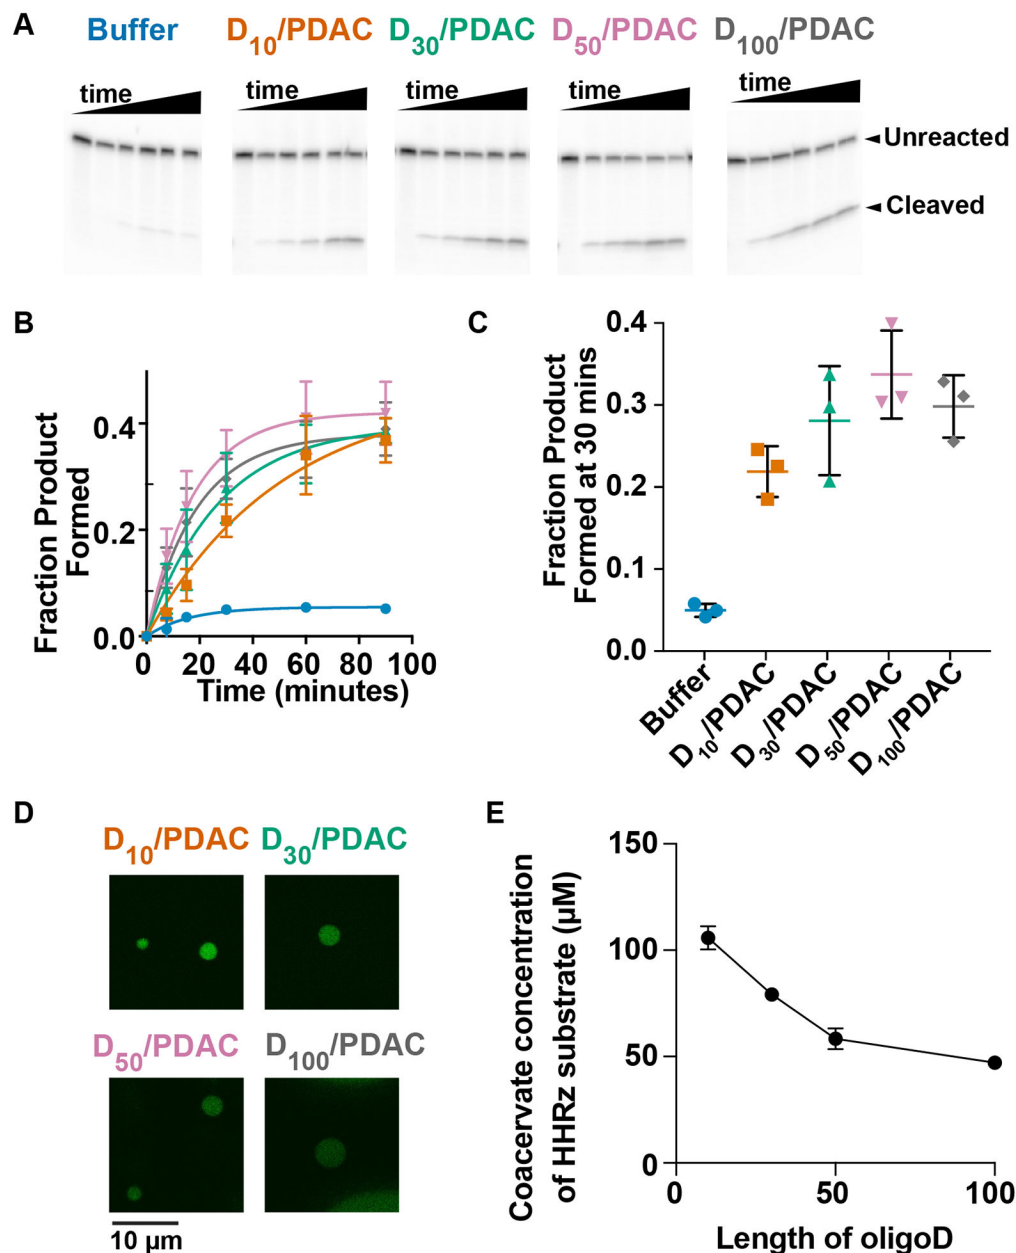 A
Buffer
D10/PDAC
D30/PDAC
D50/PDAC
D100/PDAC
time
time
time
time
time
Unreacted
Cleaved
B
Fraction Product
Formed
0.4
0.2
0.0
0 20 40 60 80 100
Time (minutes)
C
Fraction Product
Formed at 30 mins
0.4
0.3
0.2
0.1
0.0
Buffer
D10/PDAC
D30/PDAC
D50/PDAC
D100/PDAC
D
D10/PDAC
D30/PDAC
D50/PDAC
D100/PDAC
10 µm
E
Coacervate concentration
of HHRz substrate (µM)
150
100
50
0
0 50 100
Length of oligoD